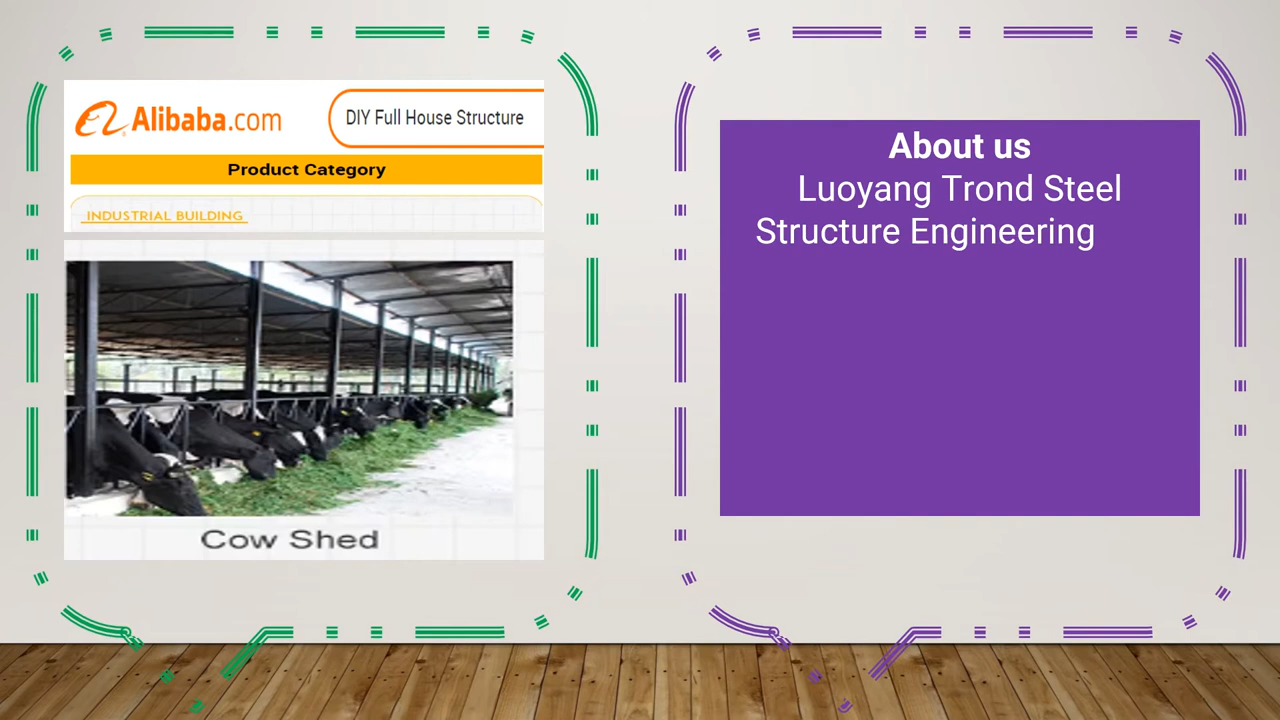 Alibaba.com
DIY Full House Structure
Product Category
INDUSTRIAL BUILDING
Cow Shed
About us
Luoyang Trond Steel
Structure Engineering